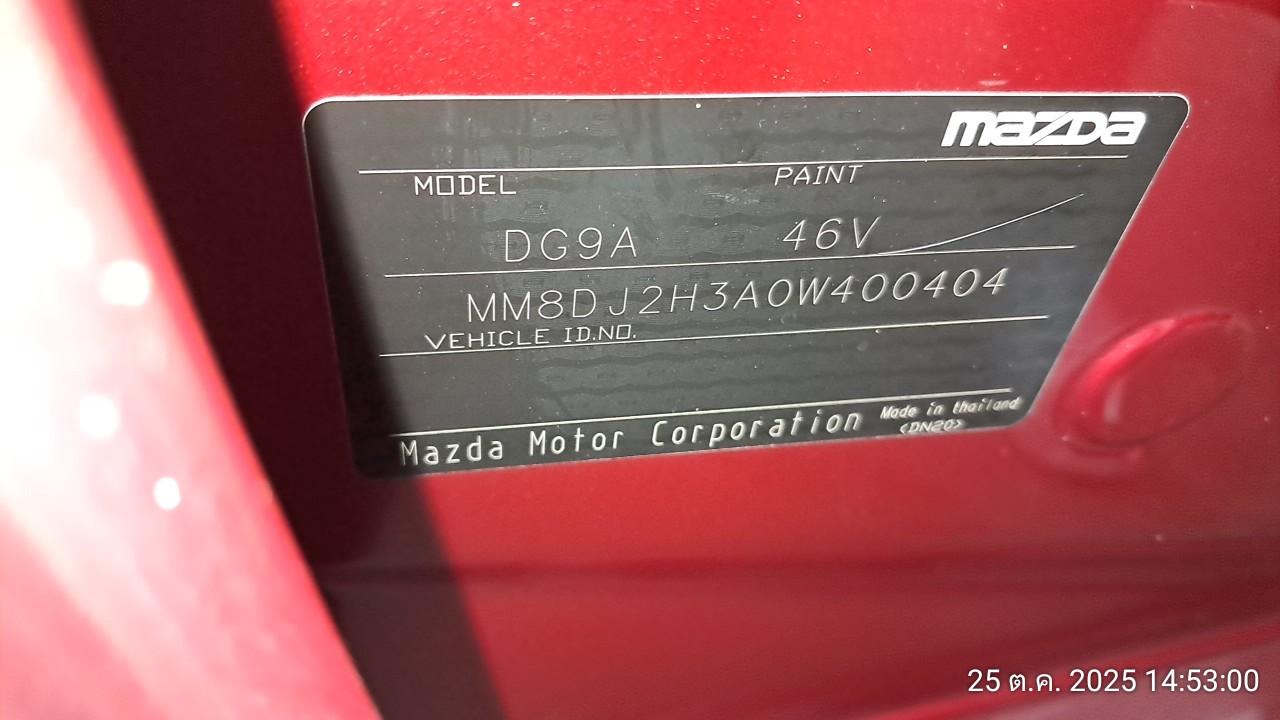 mazda
MODEL PAINT
DG9A 46V
MM8DJ2H3A0W400404
VEHICLE ID.NO.
Mazda Motor Corporation Made in thailand
<DN20>
25 ต.ค. 2025 14:53:00